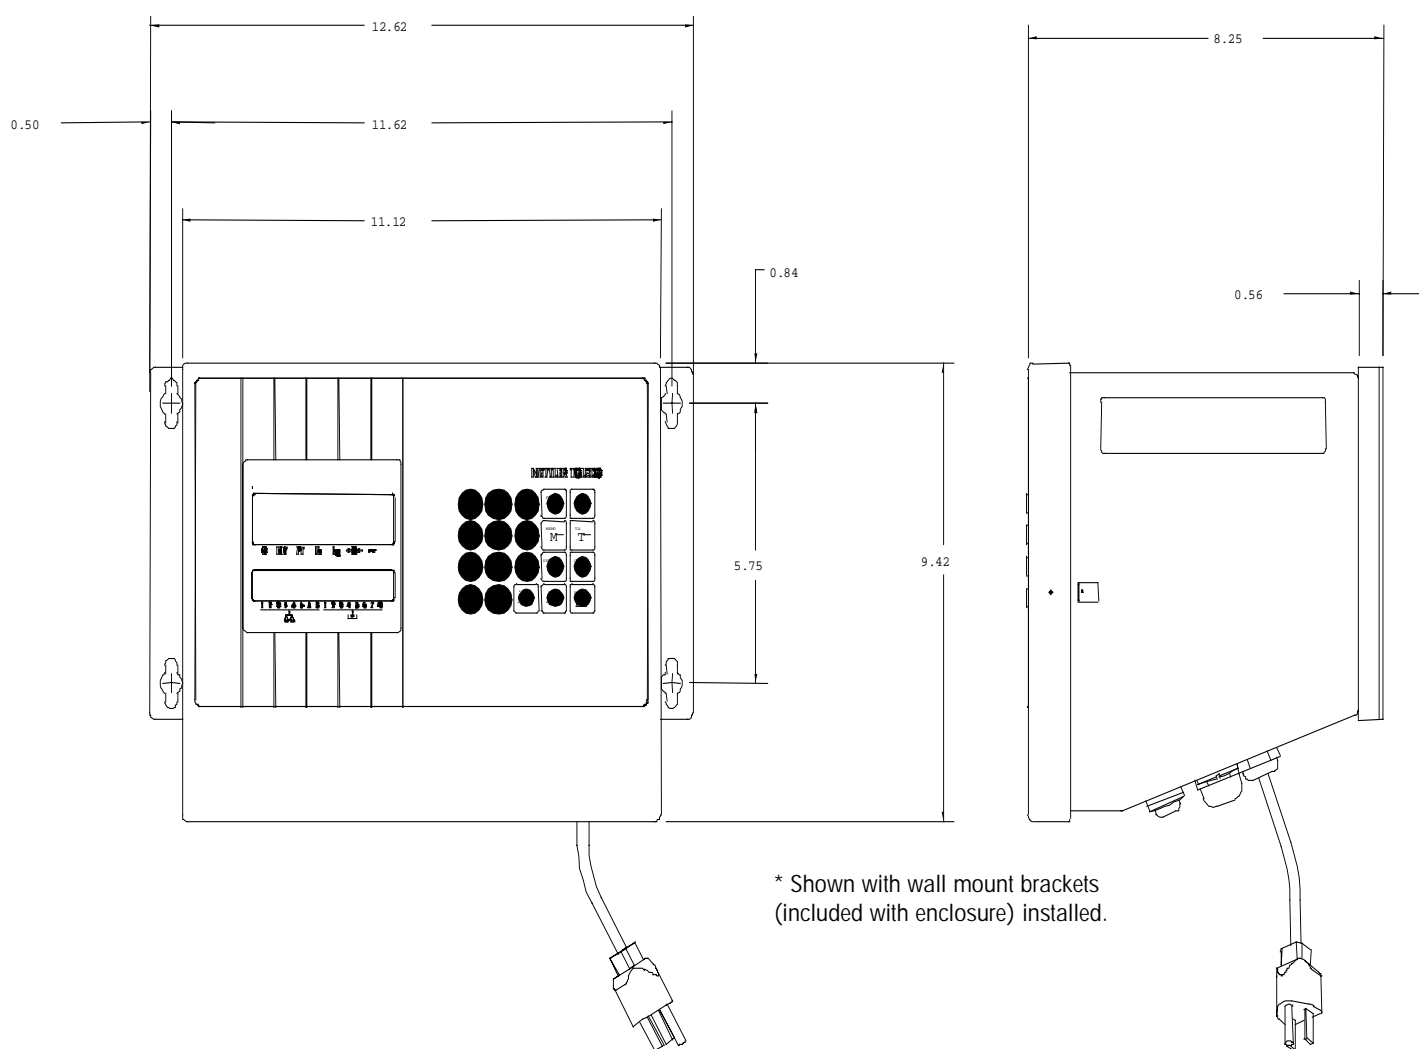 12.62
8.25
0.50
11.62
11.12
0.84
0.56
METTLER TOLEDO
M
T
5.75
9.42
* Shown with wall mount brackets
(included with enclosure) installed.